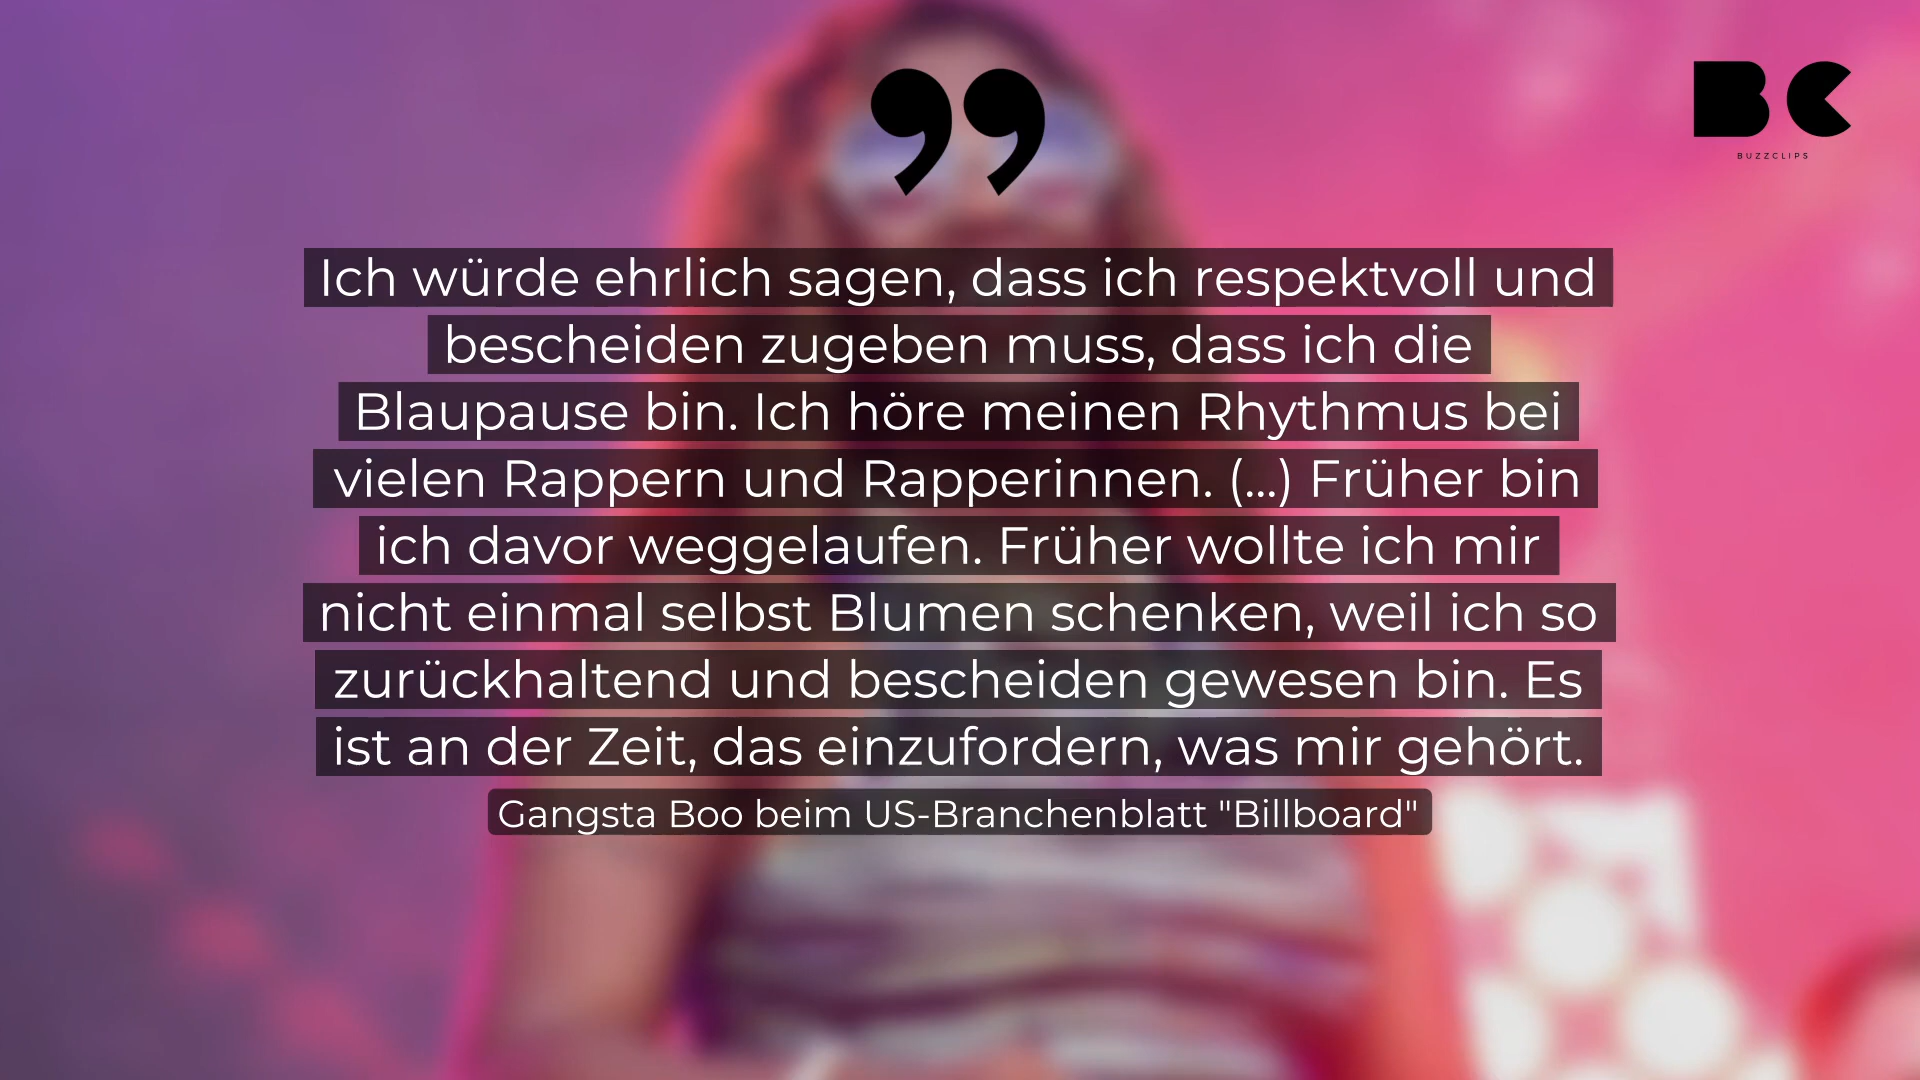 BC
BUZZCLIPS
”
Ich würde ehrlich sagen, dass ich respektvoll und
bescheiden zugeben muss, dass ich die
Blaupause bin. Ich höre meinen Rhythmus bei
vielen Rappern und Rapperinnen. (...) Früher bin
ich davor weggelaufen. Früher wollte ich mir
nicht einmal selbst Blumen schenken, weil ich so
zurückhaltend und bescheiden gewesen bin. Es
ist an der Zeit, das einzufordern, was mir gehört.
Gangsta Boo beim US-Branchenblatt "Billboard"